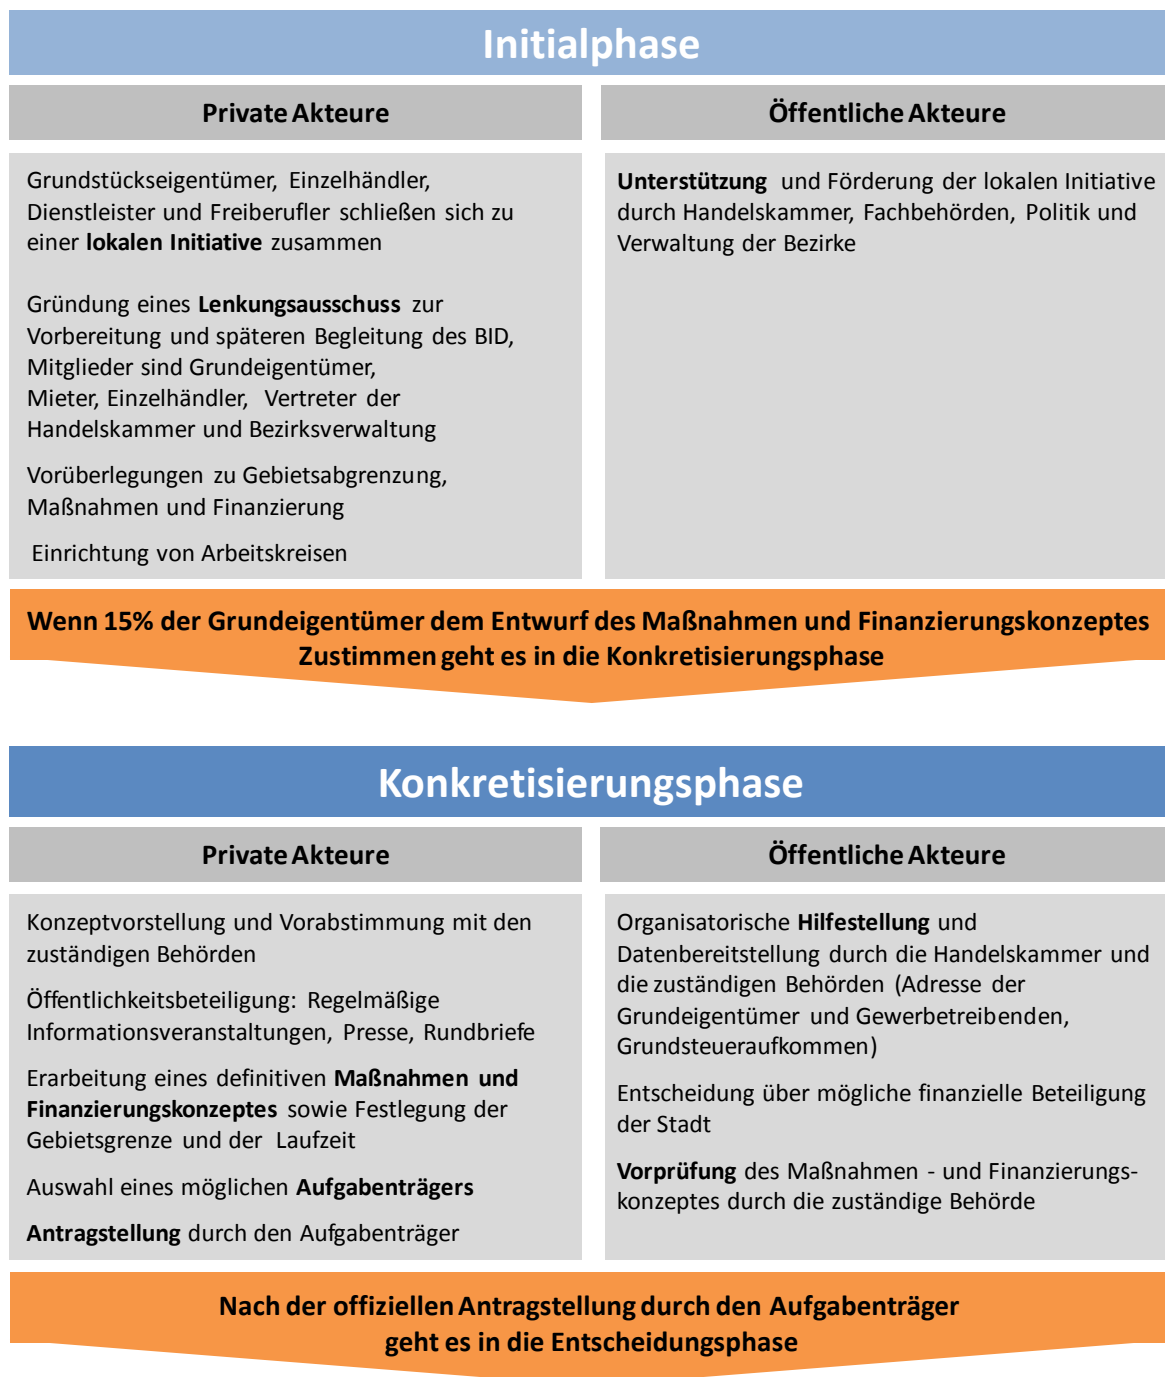 Initialphase
Private Akteure
Öffentliche Akteure
Grundstückseigentümer, Einzelhändler,
Dienstleister und Freiberufler schließen sich zu
einer lokalen Initiative zusammen
Gründung eines Lenkungsausschuss zur
Vorbereitung und späteren Begleitung des BID,
Mitglieder sind Grundeigentümer,
Mieter, Einzelhändler, Vertreter der
Handelskammer und Bezirksverwaltung
Vorüberlegungen zu Gebietsabgrenzung,
Maßnahmen und Finanzierung
Einrichtung von Arbeitskreisen
Unterstützung und Förderung der lokalen Initiative
durch Handelskammer, Fachbehörden, Politik und
Verwaltung der Bezirke
Wenn 15% der Grundeigentümer dem Entwurf des Maßnahmen und Finanzierungskonzeptes
Zustimmen geht es in die Konkretisierungsphase
Konkretisierungsphase
Private Akteure
Öffentliche Akteure
Konzeptvorstellung und Vorabstimmung mit den
zuständigen Behörden
Öffentlichkeitsbeteiligung: Regelmäßige
Informationsveranstaltungen, Presse, Rundbriefe
Erarbeitung eines definitiven Maßnahmen und
Finanzierungskonzeptes sowie Festlegung der
Gebietsgrenze und der Laufzeit
Auswahl eines möglichen Aufgabenträgers
Antragstellung durch den Aufgabenträger
Organisatorische Hilfestellung und
Datenbereitstellung durch die Handelskammer und
die zuständigen Behörden (Adresse der
Grundeigentümer und Gewerbetreibenden,
Grundsteueraufkommen)
Entscheidung über mögliche finanzielle Beteiligung
der Stadt
Vorprüfung des Maßnahmen - und Finanzierungs-
konzeptes durch die zuständige Behörde
Nach der offiziellen Antragstellung durch den Aufgabenträger
geht es in die Entscheidungsphase